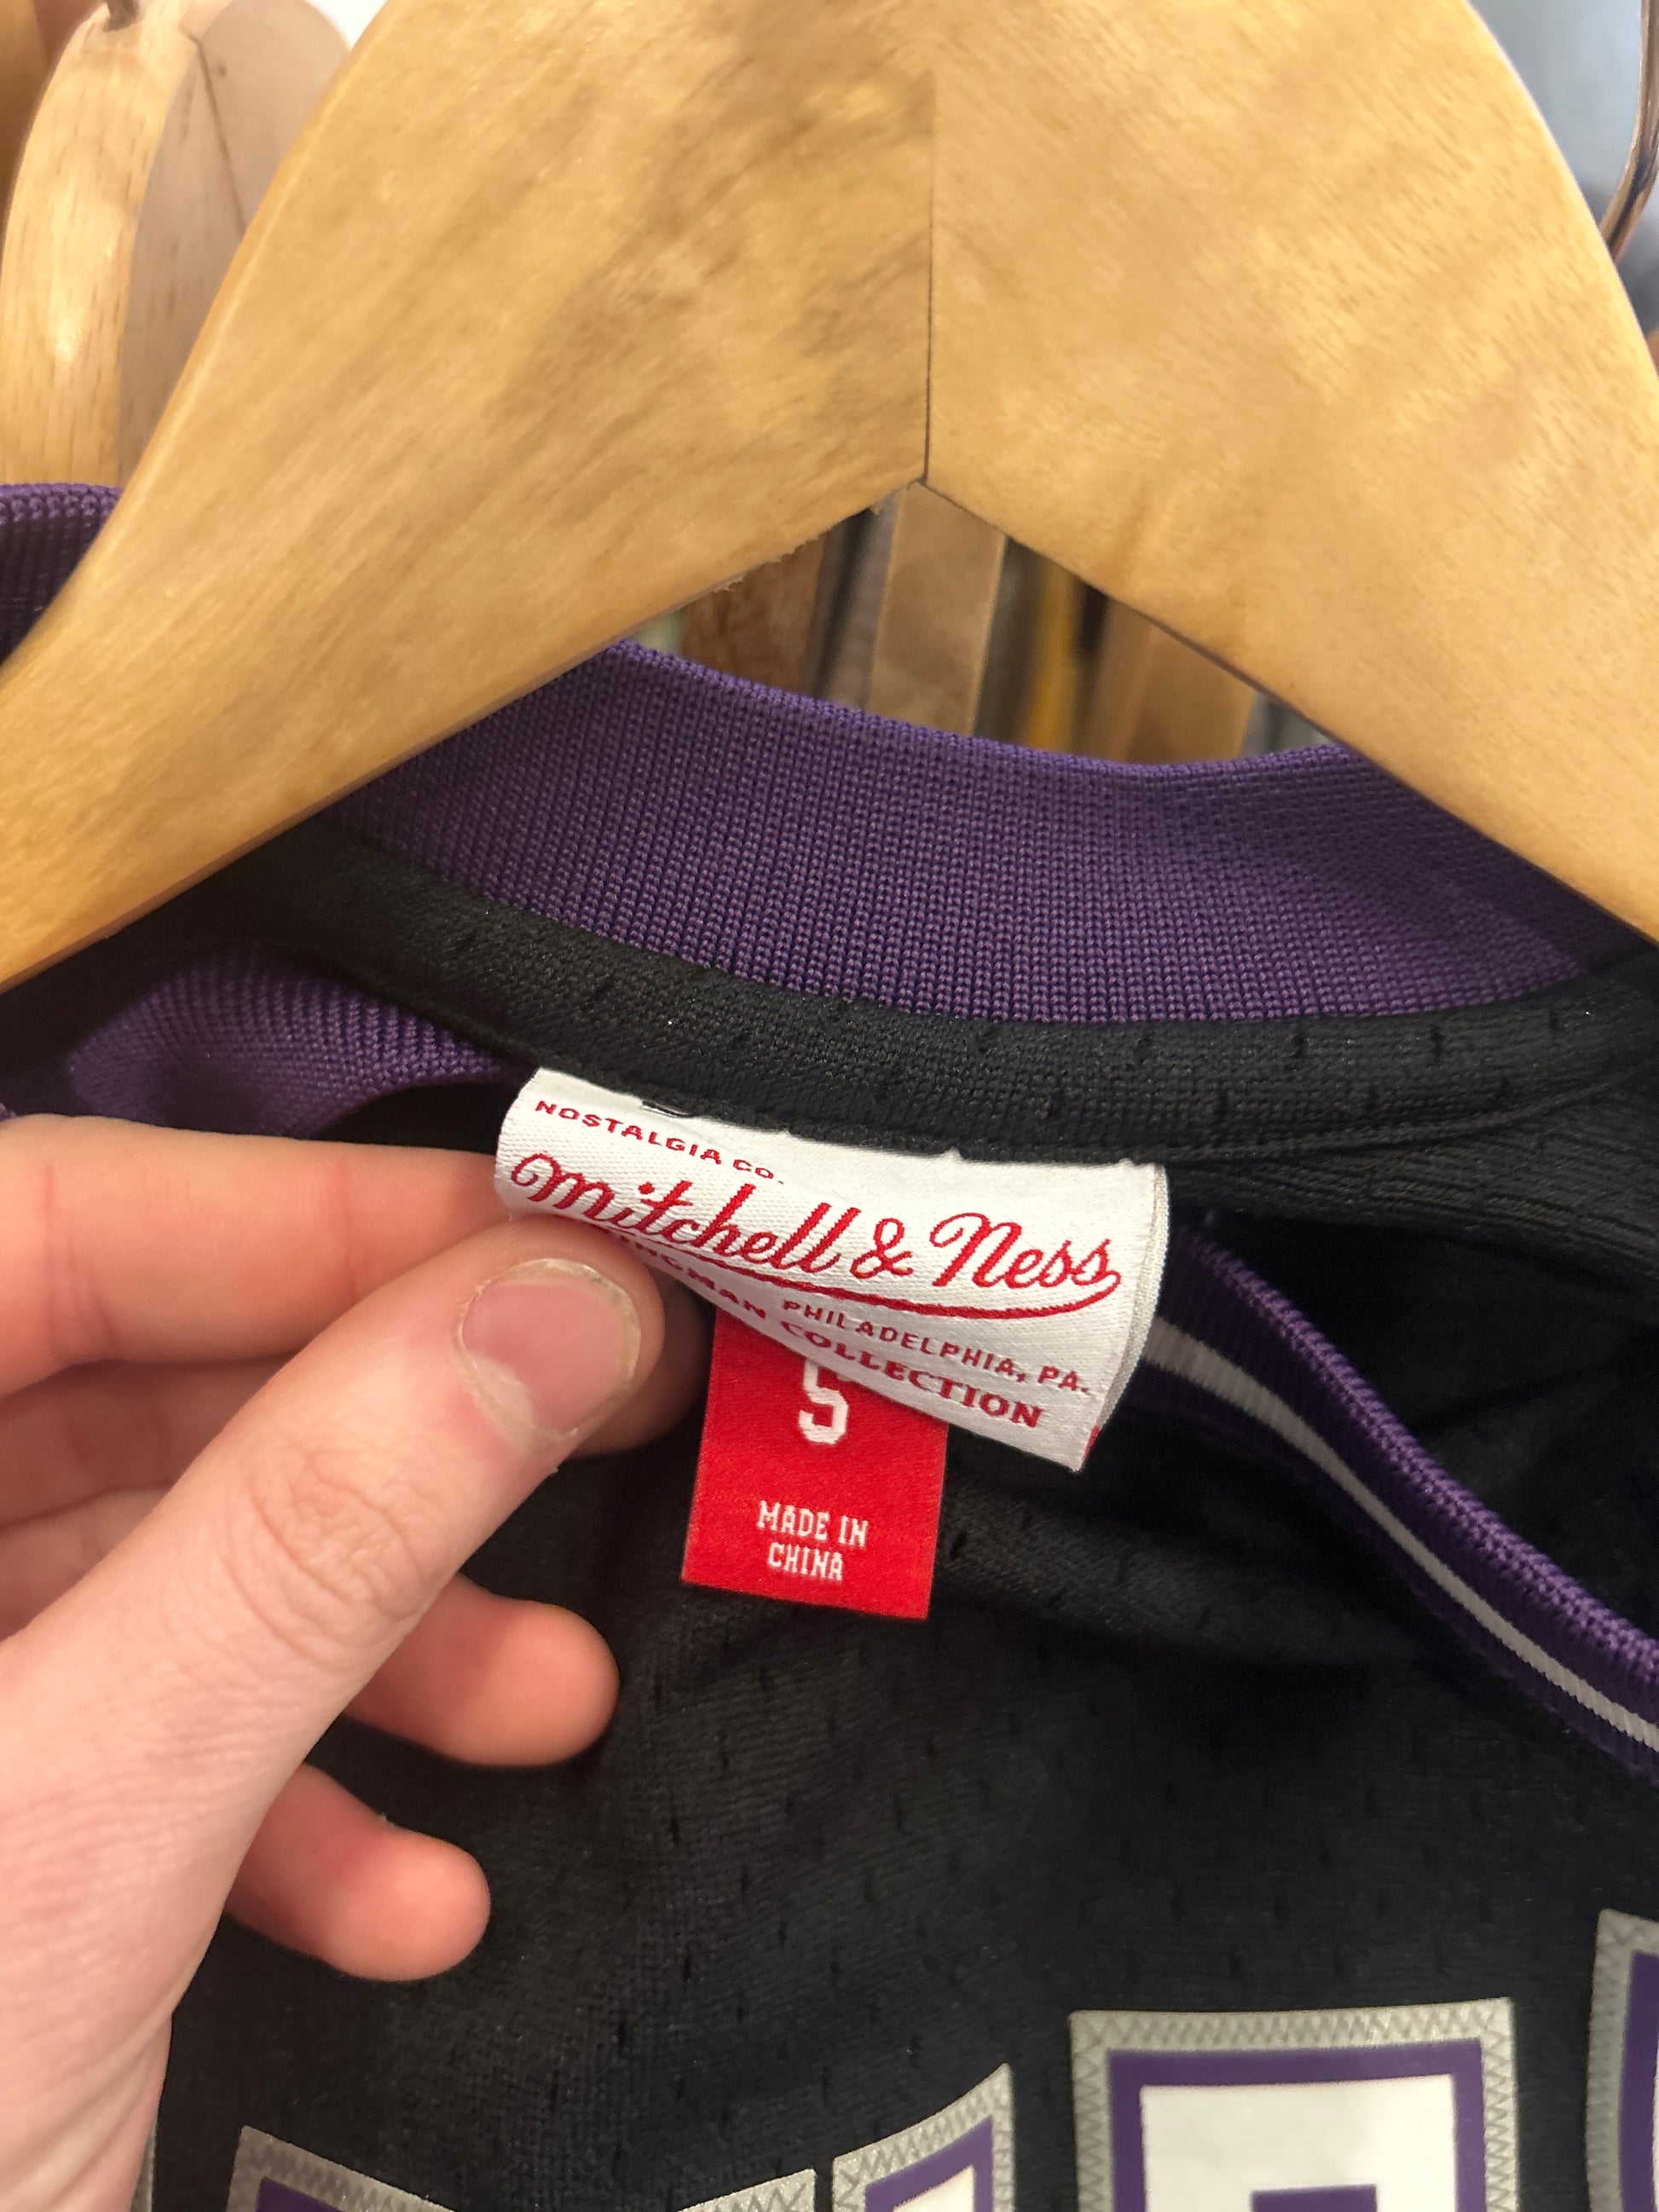 NOSTALGIA CO.
Mitchell & Ness
PHILADELPHIA, PA.
COLLECTION
S
MADE IN
CHINA